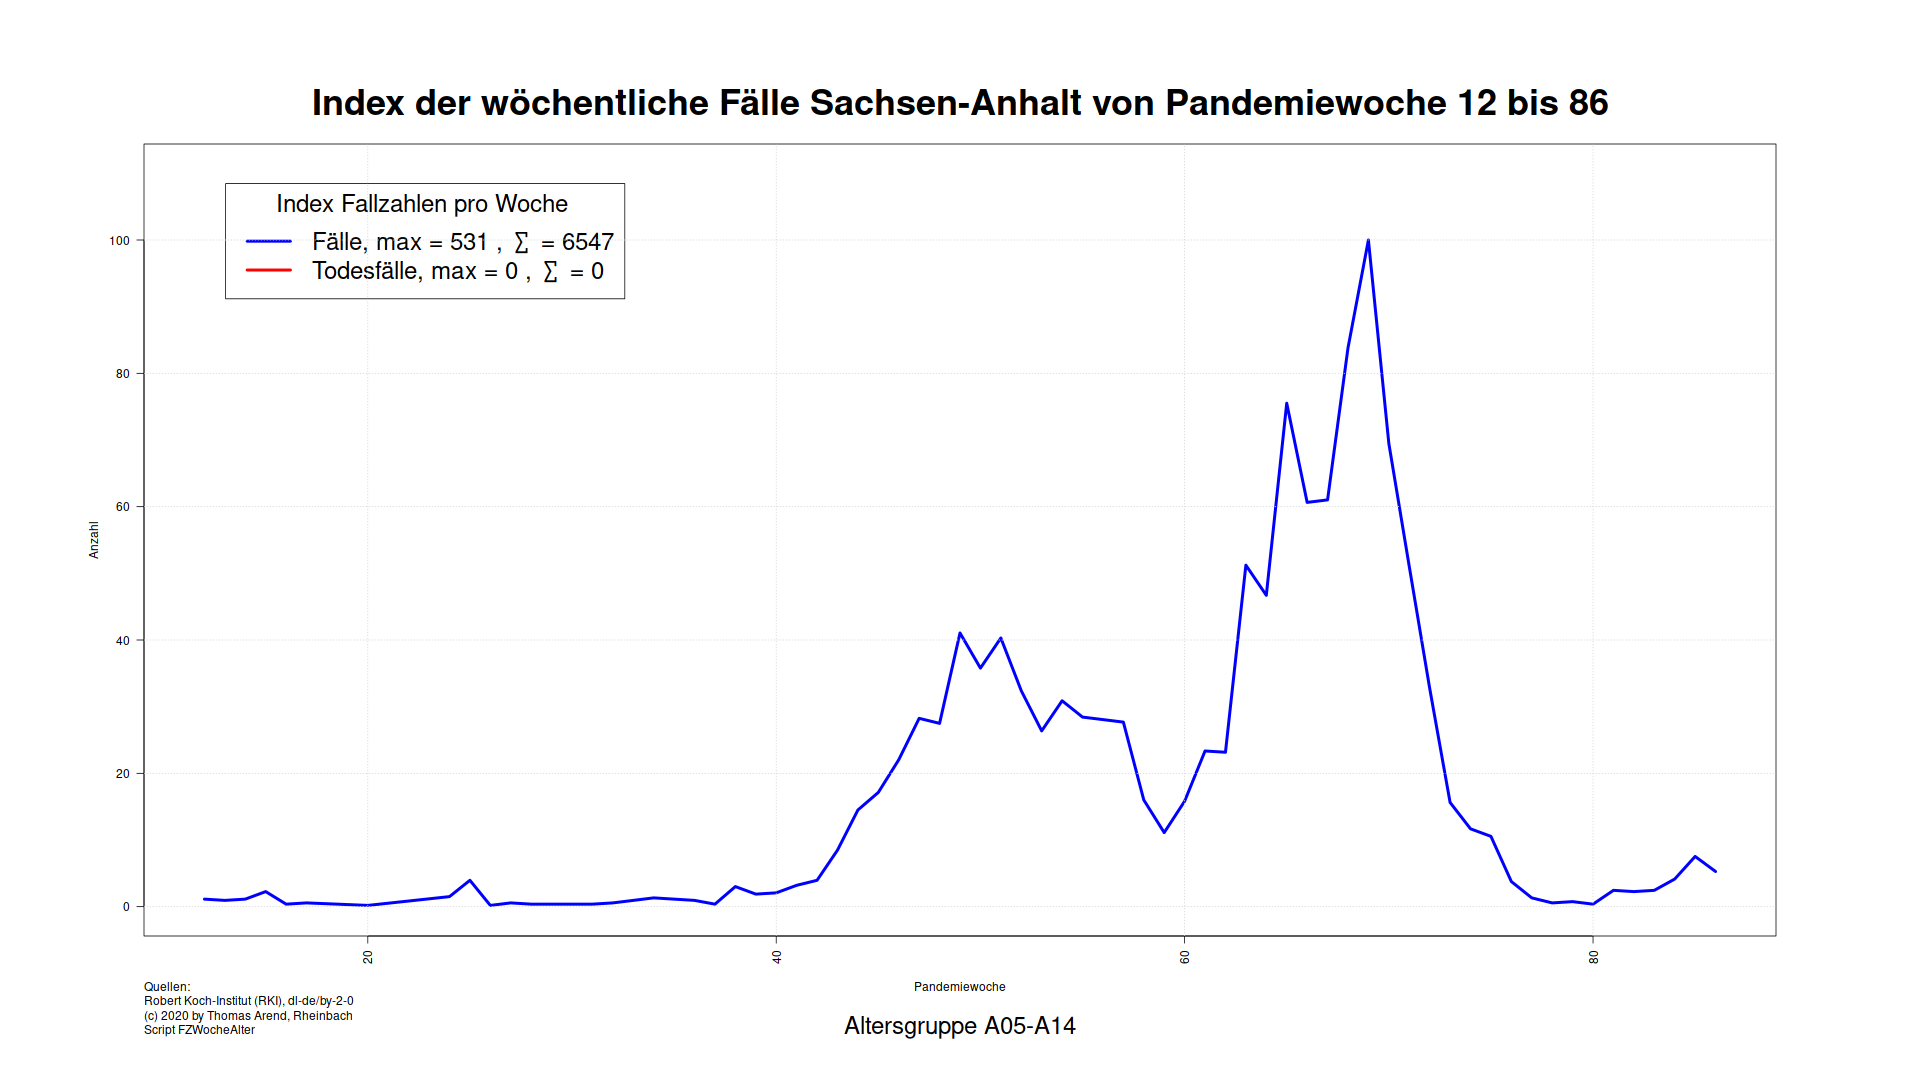 Index der wöchentliche Fälle Sachsen-Anhalt von Pandemiewoche 12 bis 86
Index Fallzahlen pro Woche
Fälle, max = 531 , ∑ = 6547
Todesfälle, max = 0 , ∑ = 0
100
80
60
40
20
0
Anzahl
20
40
60
80
Pandemiewoche
Altersgruppe A05-A14
Quellen:
Robert Koch-Institut (RKI), dl-de/by-2-0
(c) 2020 by Thomas Arend, Rheinbach
Script FZWocheAlter